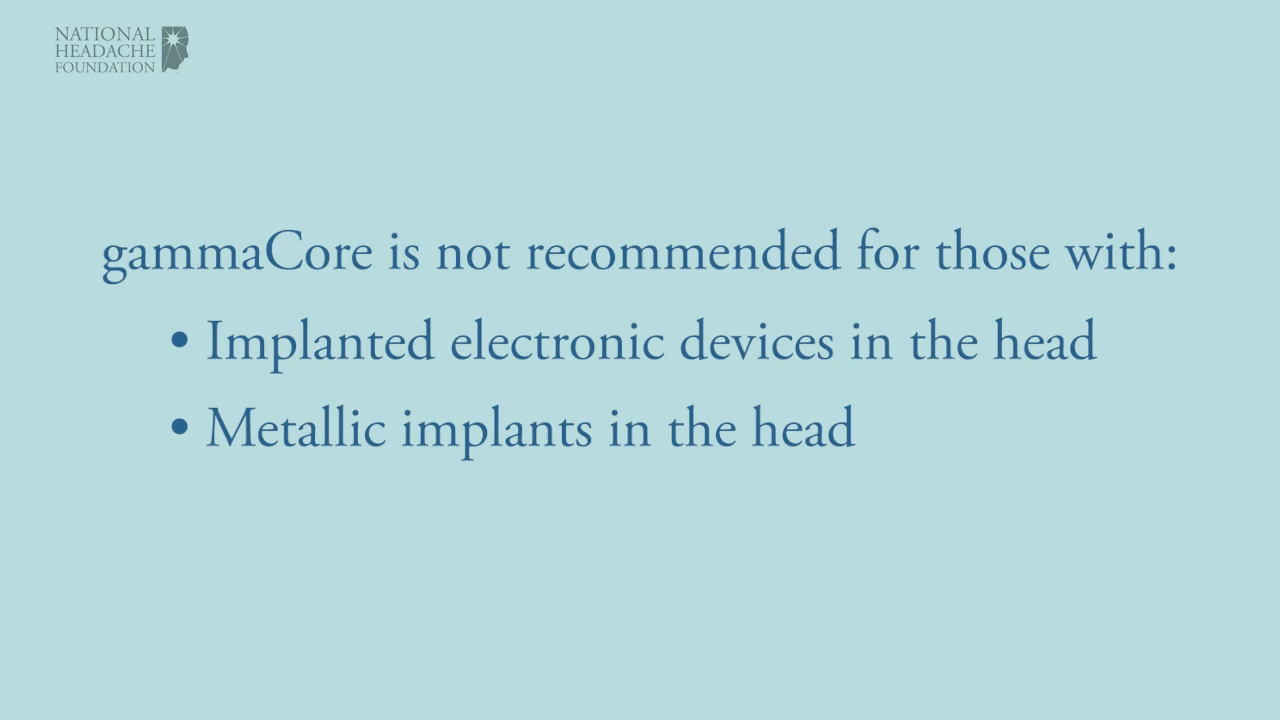 NATIONAL
HEADACHE
FOUNDATION
gammaCore is not recommended for those with:
• Implanted electronic devices in the head
• Metallic implants in the head